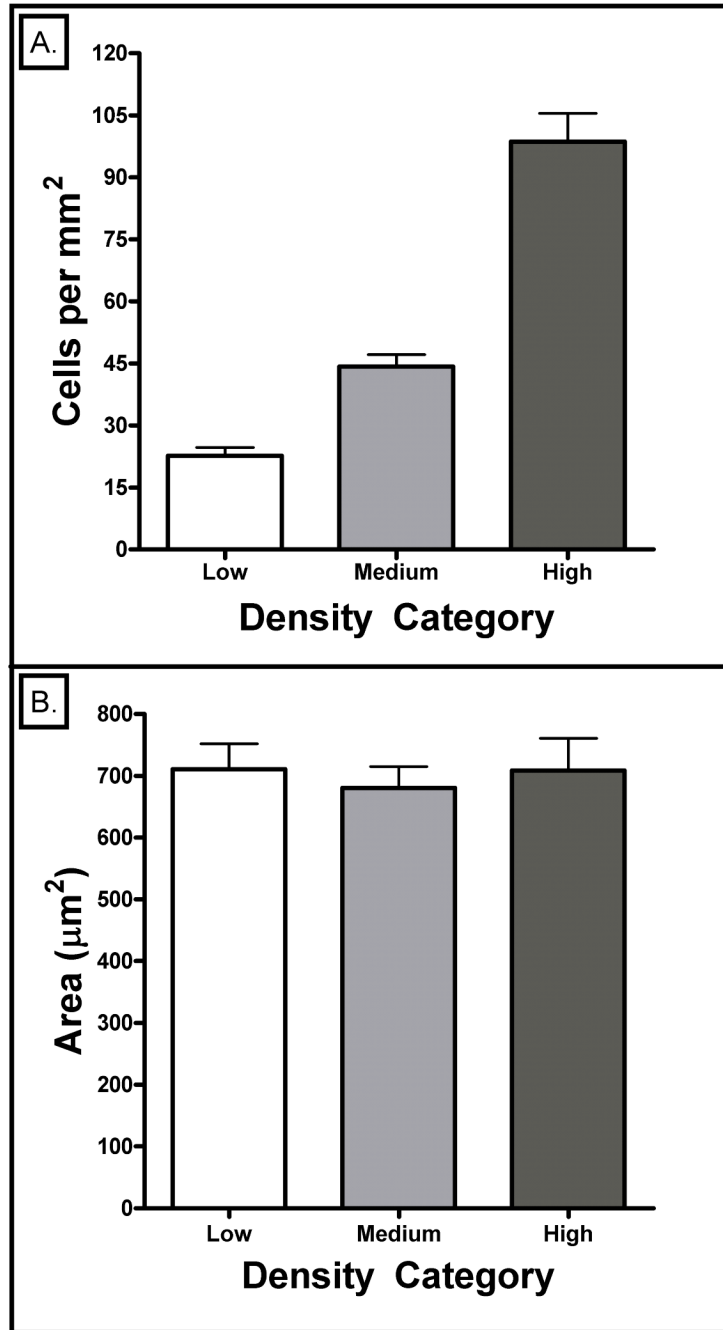 A.
Cells per mm²
120
105
90
75
60
45
30
15
0
Low Medium High
Density Category
B.
Area (μm²)
800
700
600
500
400
300
200
100
0
Low Medium High
Density Category